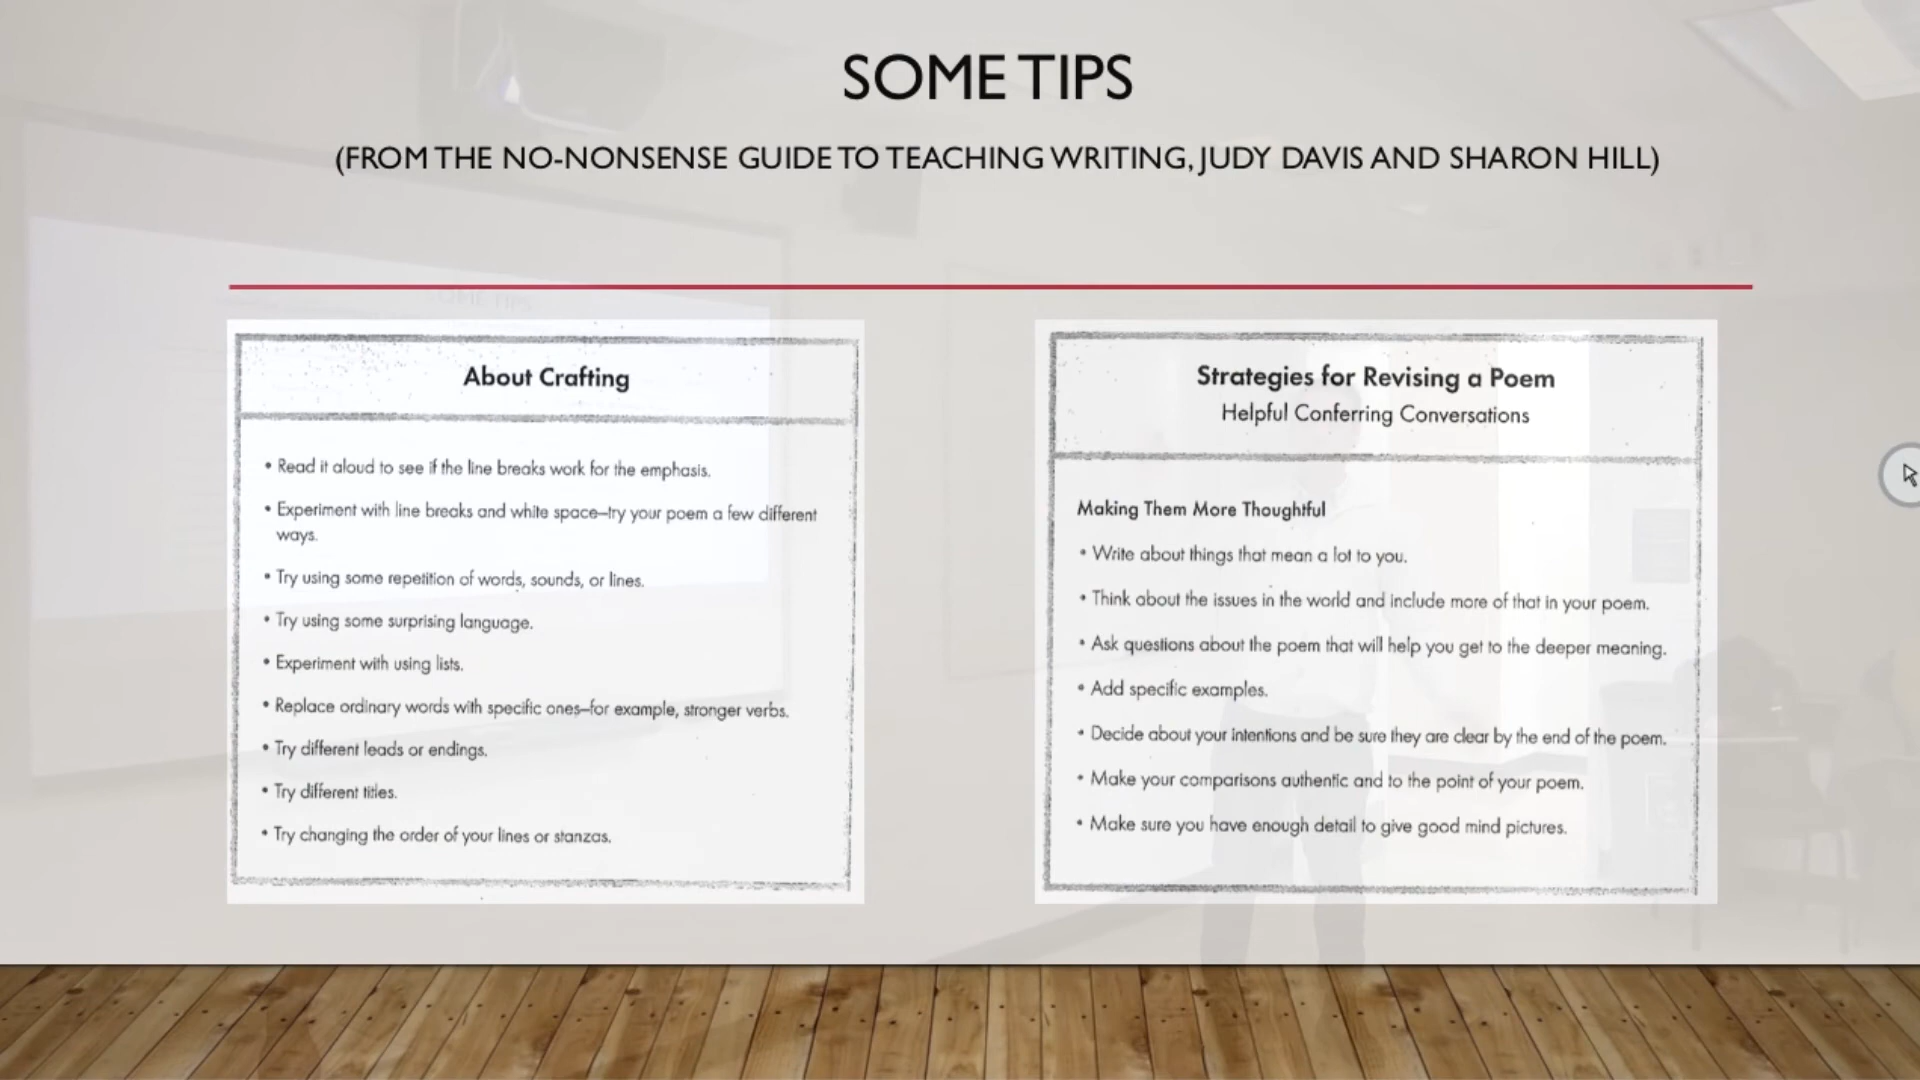 SOME TIPS
(FROM THE NO-NONSENSE GUIDE TO TEACHING WRITING, JUDY DAVIS AND SHARON HILL)
About Crafting
• Read it aloud to see if the line breaks work for the emphasis.
• Experiment with line breaks and white space—try your poem a few different
ways.
• Try using some repetition of words, sounds, or lines.
• Try using some surprising language.
• Experiment with using lists.
• Replace ordinary words with specific ones—for example, stronger verbs.
• Try different leads or endings.
• Try different titles.
• Try changing the order of your lines or stanzas.
Strategies for Revising a Poem
Helpful Conferring Conversations
Making Them More Thoughtful
• Write about things that mean a lot to you.
• Think about the issues in the world and include more of that in your poem.
• Ask questions about the poem that will help you get to the deeper meaning.
• Add specific examples.
• Decide about your intentions and be sure they are clear by the end of the poem.
• Make your comparisons authentic and to the point of your poem.
• Make sure you have enough detail to give good mind pictures.